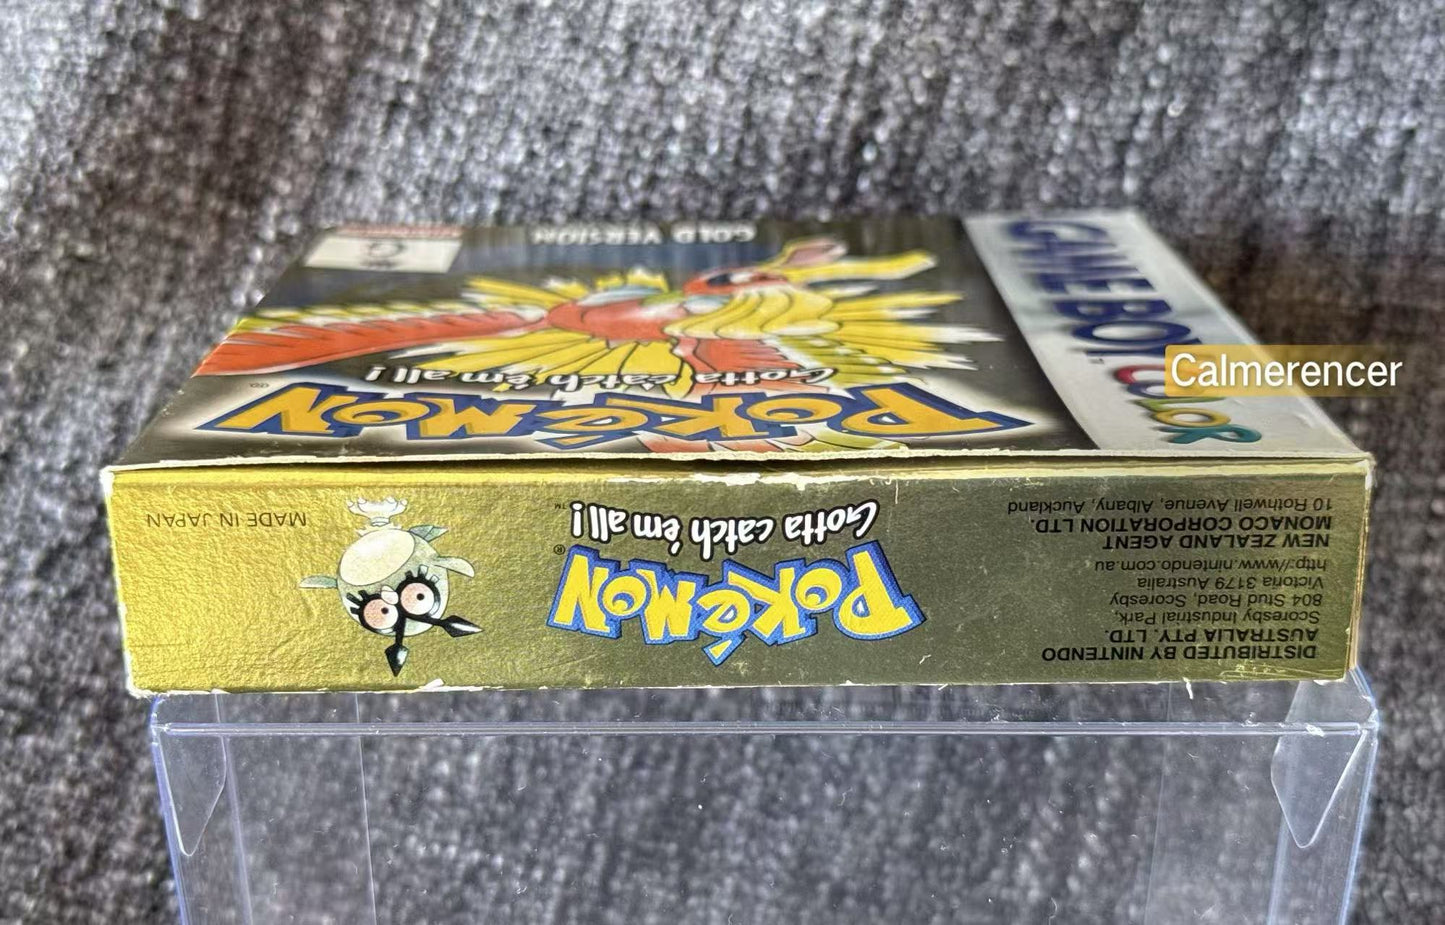 GAME BOY COLOR
GOLD VERSION
Gotta catch 'em all!
POKéMON
®
Calmerencer
DISTRIBUTED BY NINTENDO
AUSTRALIA PTY. LTD.
Scoresby Industrial Park,
804 Stud Road, Scoresby
Victoria 3179 Australia
http://www.nintendo.com.au
NEW ZEALAND AGENT
MONACO CORPORATION LTD.
10 Rothwell Avenue, Albany, Auckland
POKéMON®
Gotta catch 'em all!™
MADE IN JAPAN